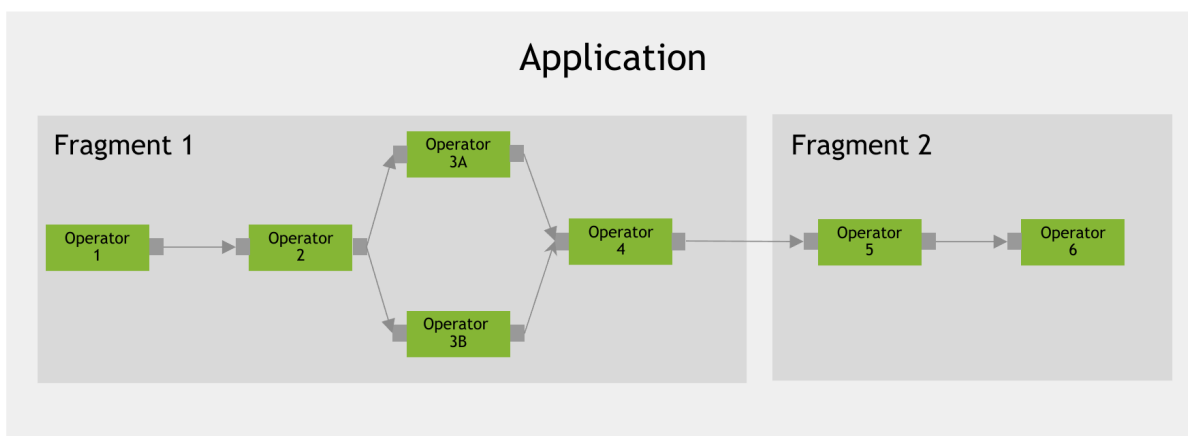 Application
Fragment 1
Operator
1
Operator
2
Operator
3A
Operator
3B
Operator
4
Fragment 2
Operator
5
Operator
6